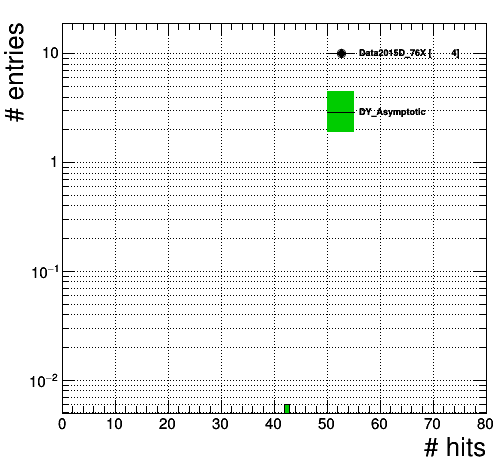 # entries
10
Data2015D_76X [ 4]
DY_Asymptotic
1
10⁻¹
10⁻²
0 10 20 30 40 50 60 70 80
# hits